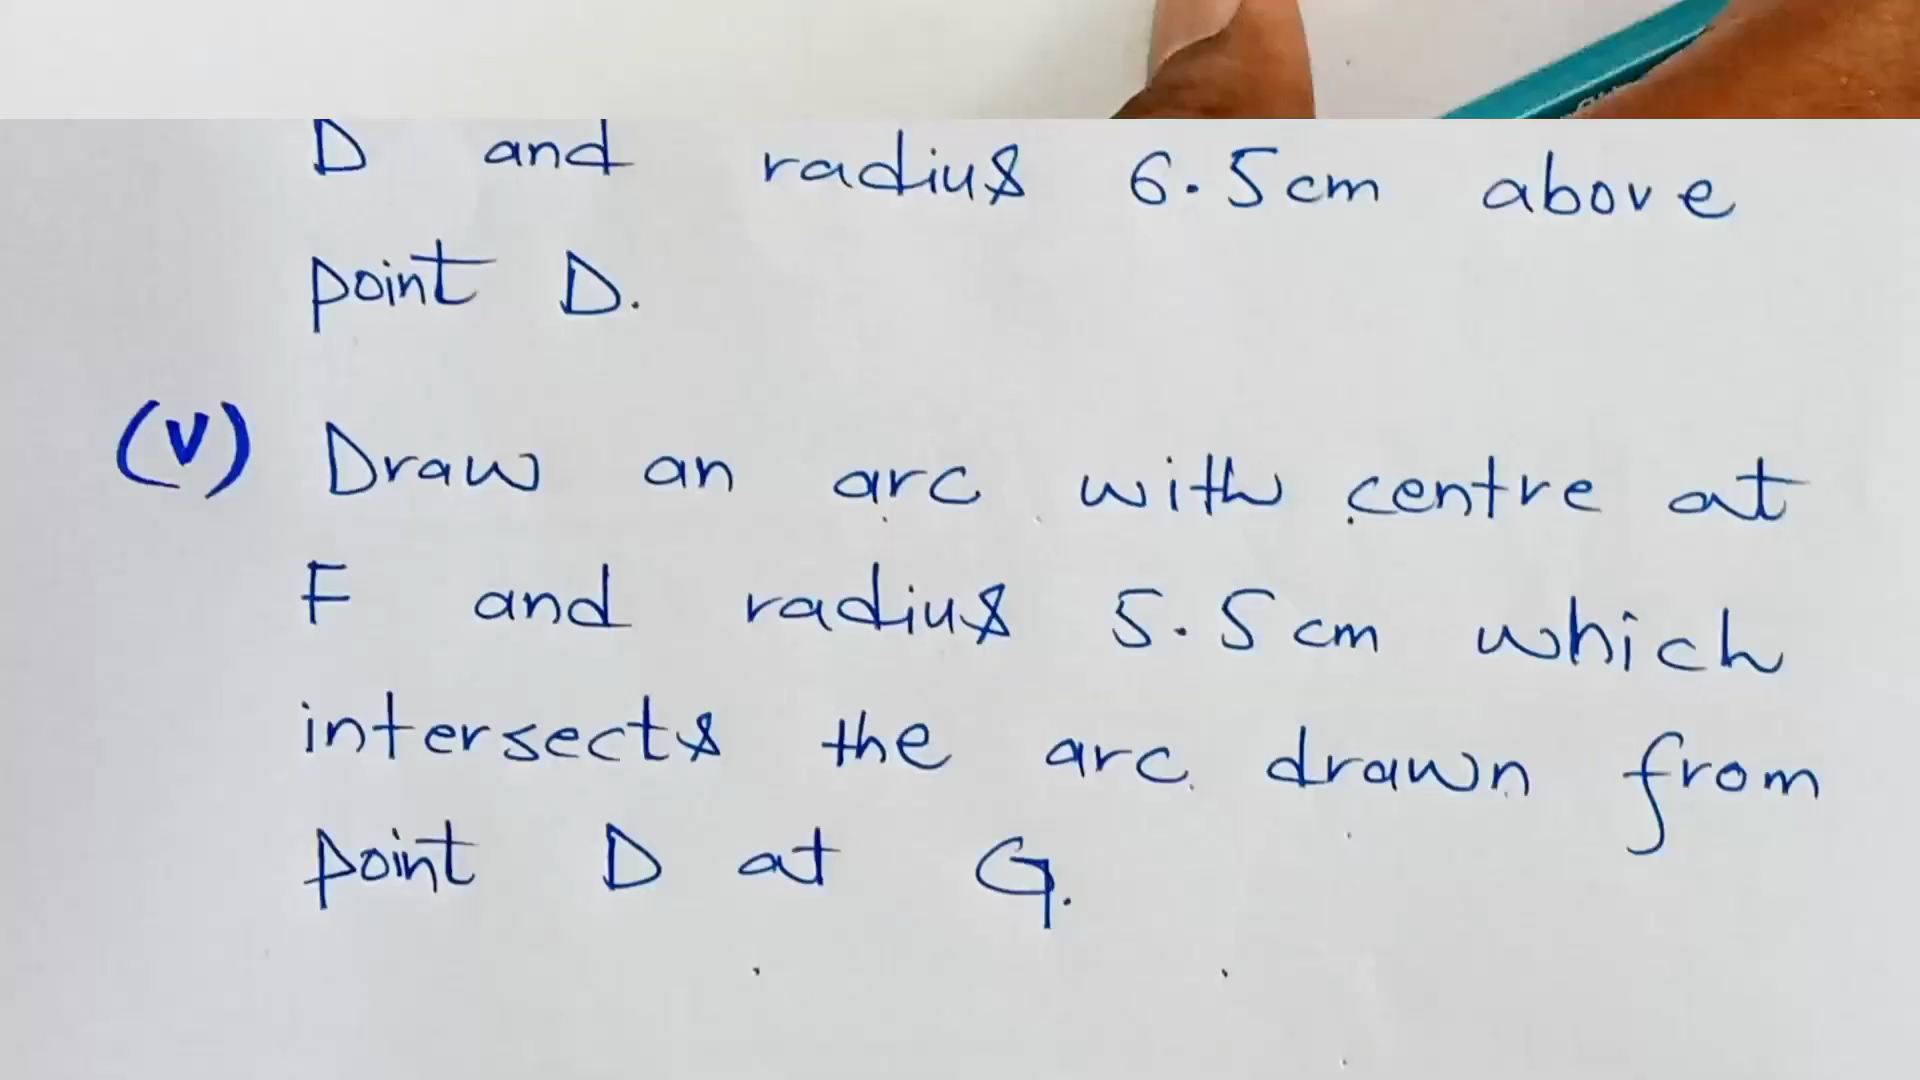 D and radius 6.5cm above
point D.
(V) Draw an arc with centre at
F and radius 5.5cm which
intersects the arc drawn from
point D at G.